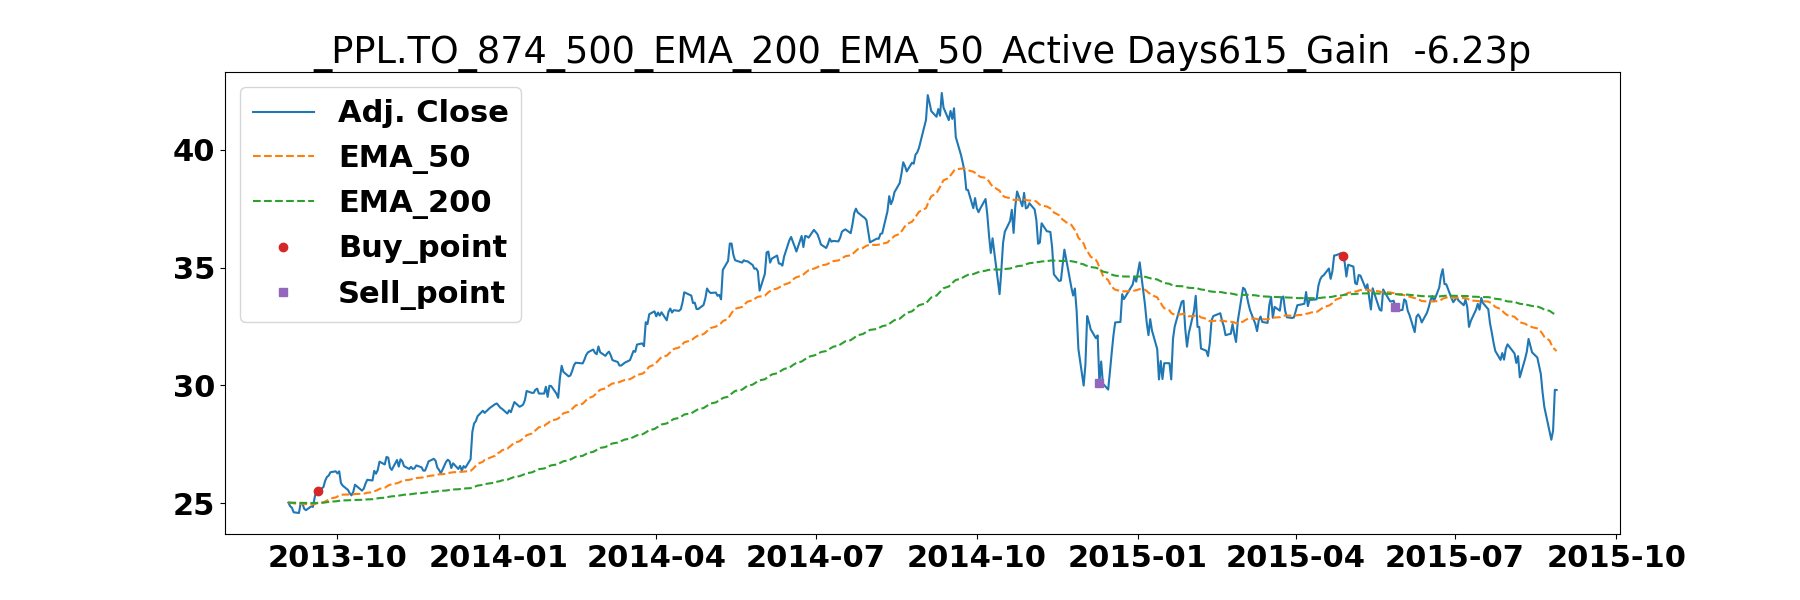 _PPL.TO_874_500_EMA_200_EMA_50_Active Days615_Gain  -6.23p
Adj. Close
EMA_50
EMA_200
Buy_point
Sell_point
40
35
30
25
2013-10 2014-01 2014-04 2014-07 2014-10 2015-01 2015-04 2015-07 2015-10